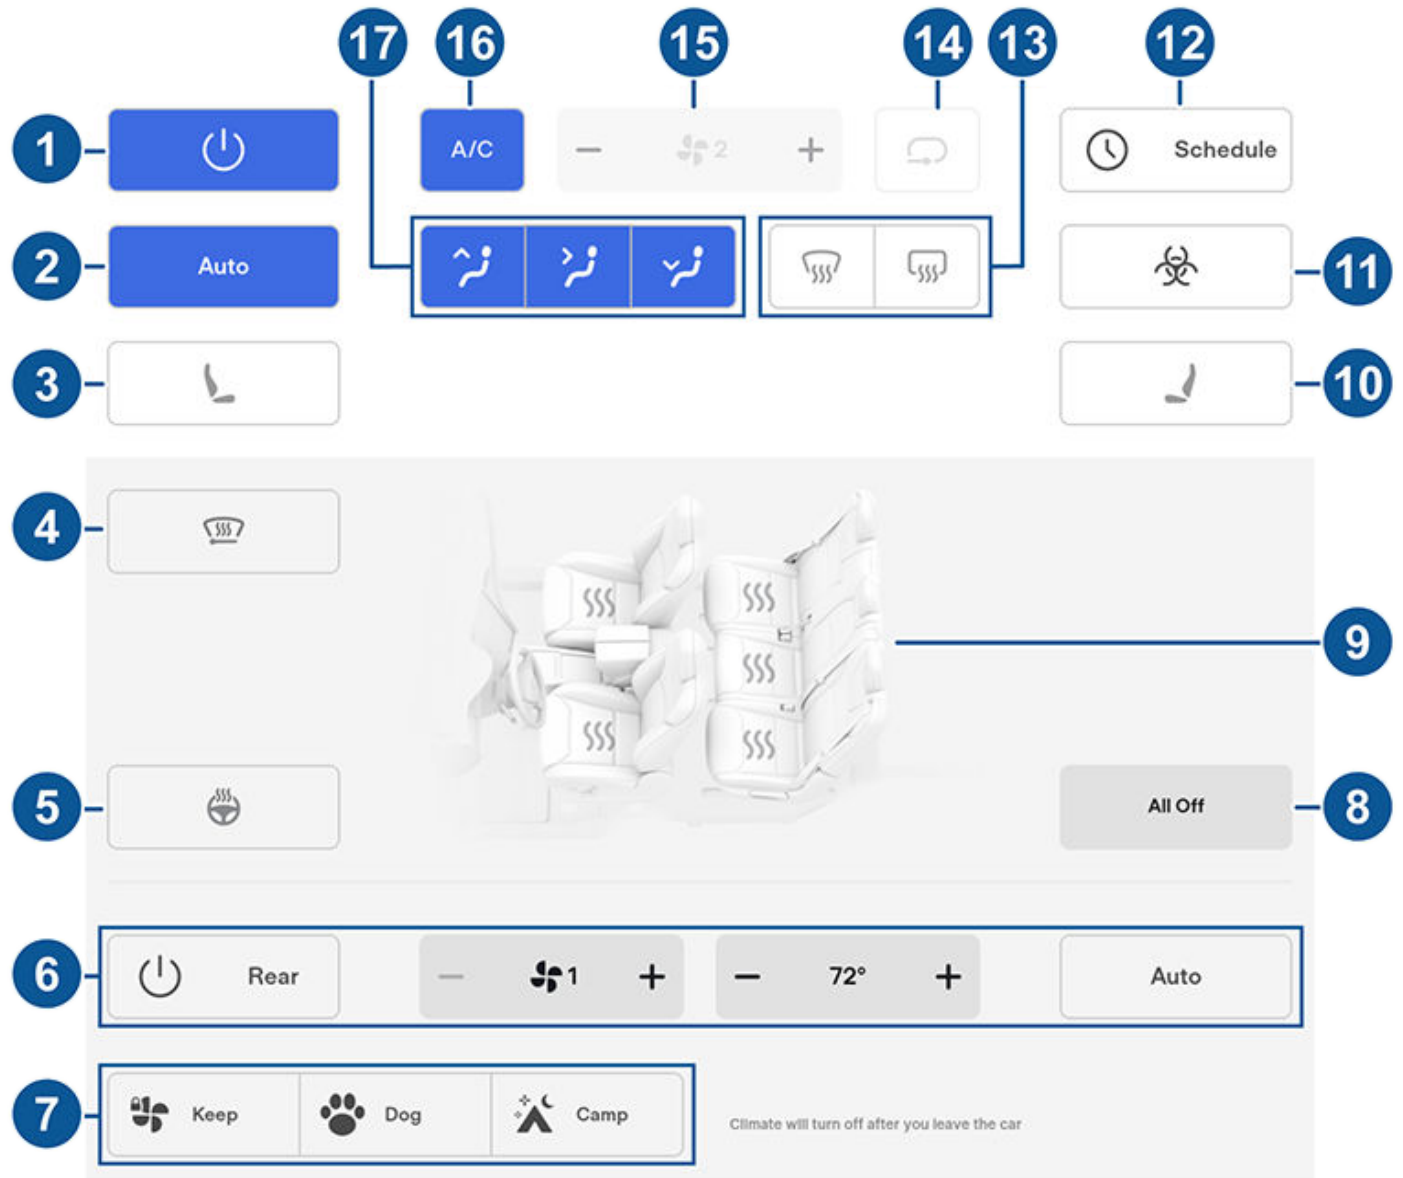 17 16 15 14 13 12
1 A/C 2 Schedule
2 Auto 11
3 10
4
9
5 All Off 8
6 Rear 1 72° Auto
7 Keep Dog Camp Climate will turn off after you leave the car